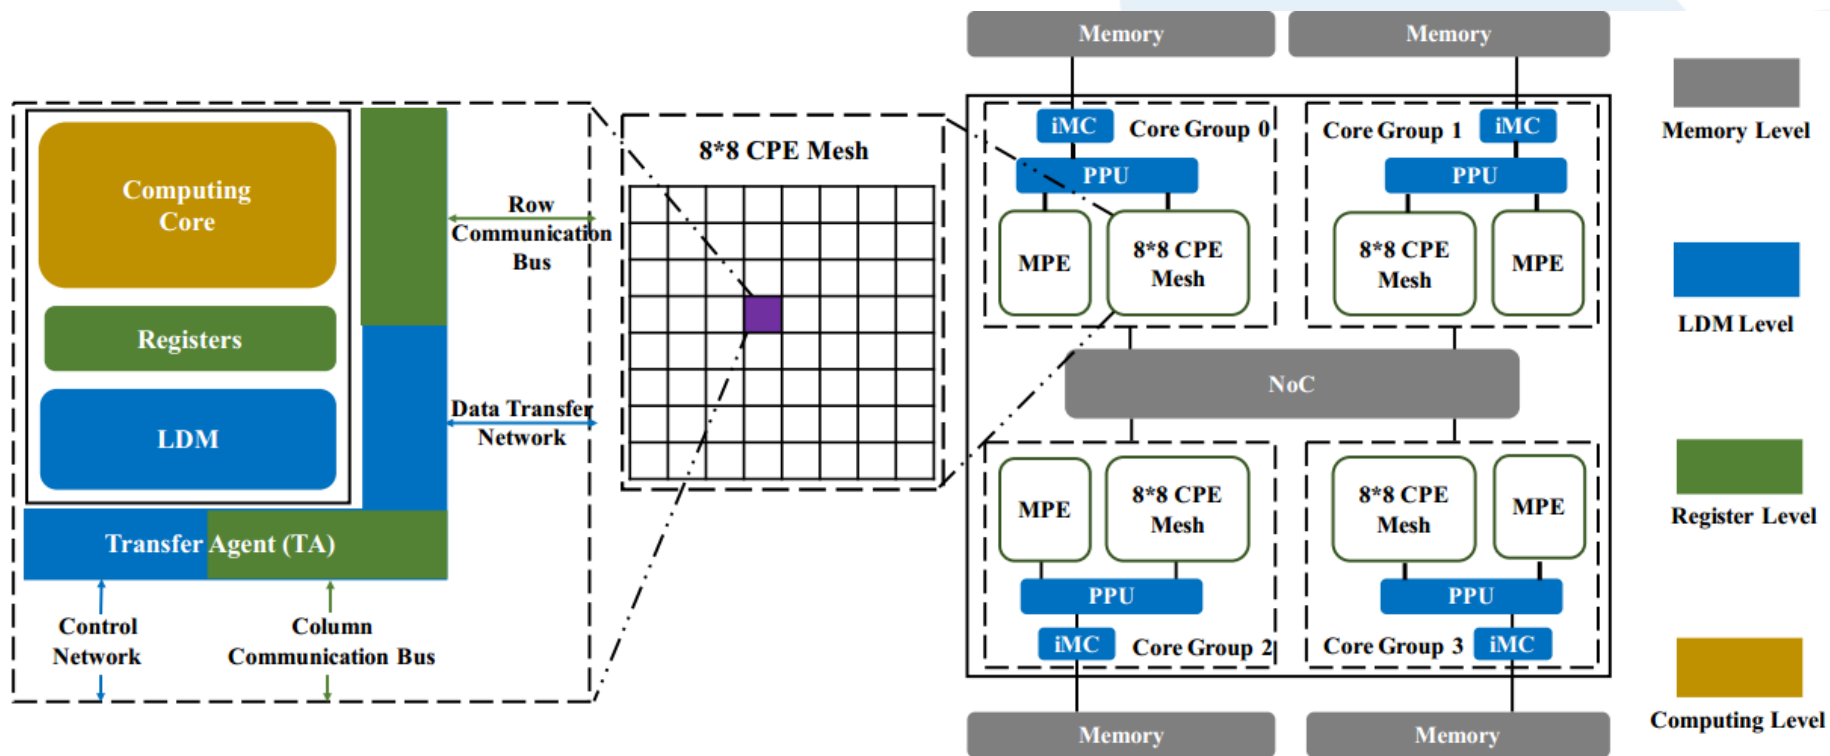 Computing
Core
Registers
LDM
Transfer Agent (TA)
Row
Communication
Bus
Data Transfer
Network
Control
Network
Column
Communication Bus
8*8 CPE Mesh
Memory
Memory
iMC
Core Group 0
PPU
MPE
8*8 CPE
Mesh
Core Group 1
iMC
PPU
8*8 CPE
Mesh
MPE
NoC
MPE
8*8 CPE
Mesh
PPU
iMC
Core Group 2
8*8 CPE
Mesh
MPE
PPU
Core Group 3
iMC
Memory
Memory
Memory Level
LDM Level
Register Level
Computing Level